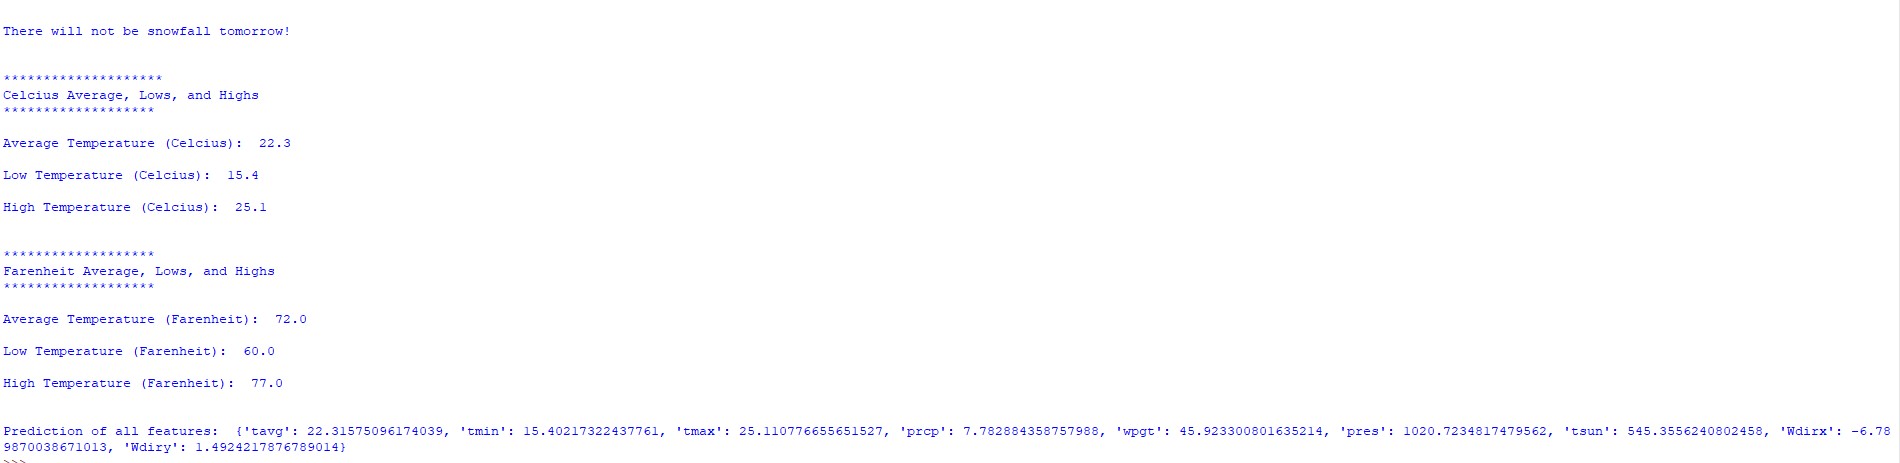 There will not be snowfall tomorrow!
********************
Celcius Average, Lows, and Highs
*******************
Average Temperature (Celcius):  22.3
Low Temperature (Celcius):  15.4
High Temperature (Celcius):  25.1
*******************
Farenheit Average, Lows, and Highs
*******************
Average Temperature (Farenheit):  72.0
Low Temperature (Farenheit):  60.0
High Temperature (Farenheit):  77.0
Prediction of all features:  {'tavg': 22.31575096174039, 'tmin': 15.40217322437761, 'tmax': 25.110776655651527, 'prcp': 7.782884358757988, 'wpgt': 45.923300801635214, 'pres': 1020.7234817479562, 'tsun': 545.3556240802458, 'Wdirx': -6.78
9870038671013, 'Wdiry': 1.4924217876789014}
>>>